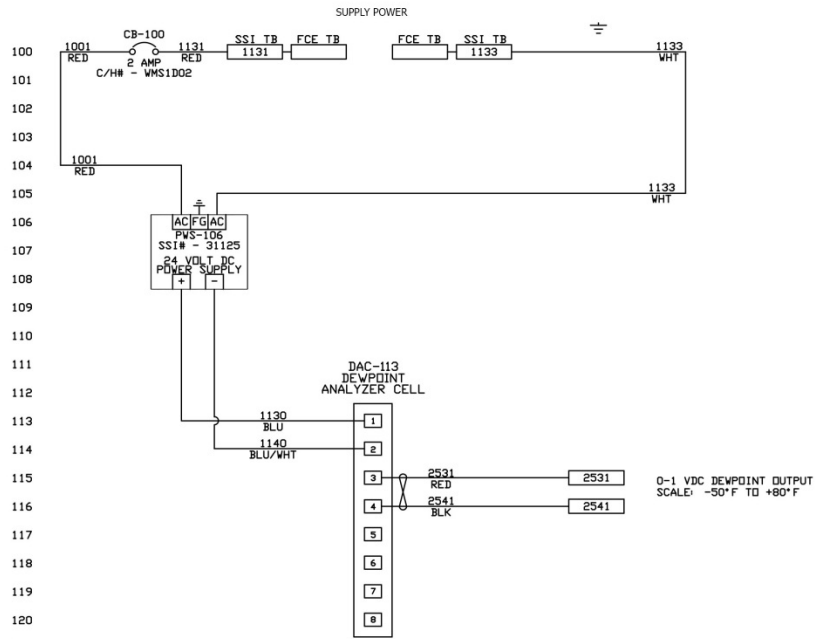 SUPPLY POWER
CB-100
100 1001 1131 SSI TB FCE TB FCE TB SSI TB 1133
RED RED 1131 1133 WHT
2 AMP
C/H# - WMS1D02
101
102
103
104 1001
RED
105 1133
WHT
106 AC FG AC
PWS-106
SSI# - 31125
107
24 VOLT DC
POWER SUPPLY
108 + -
109
110
111
DAC-113
DEWPOINT
ANALYZER CELL
112
113 1130 1
BLU
114 1140 2
BLU/WHT
115 3 2531 2531
RED
0-1 VDC DEWPOINT OUTPUT
SCALE: -50°F TO +80°F
116 4 2541 2541
BLK
117 5
118 6
119 7
120 8